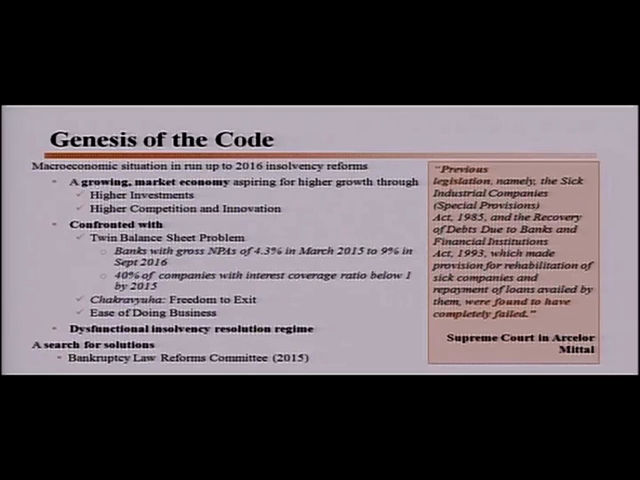 Genesis of the Code
Macroeconomic situation in run up to 2016 insolvency reforms
A growing, market economy aspiring for higher growth through
Higher Investments
Higher Competition and Innovation
Confronted with
Twin Balance Sheet Problem
Banks with gross NPAs of 4.3% in March 2015 to 9% in
Sept 2016
40% of companies with interest coverage ratio below 1
by 2015
Chakravyuha: Freedom to Exit
Ease of Doing Business
Dysfunctional insolvency resolution regime
A search for solutions
Bankruptcy Law Reforms Committee (2015)
"Previous
legislation, namely, the Sick
Industrial Companies
(Special Provisions)
Act, 1985, and the Recovery
of Debts Due to Banks and
Financial Institutions
Act, 1993, which made
provision for rehabilitation of
sick companies and
repayment of loans availed by
them, were found to have
completely failed."
Supreme Court in Arcelor
Mittal